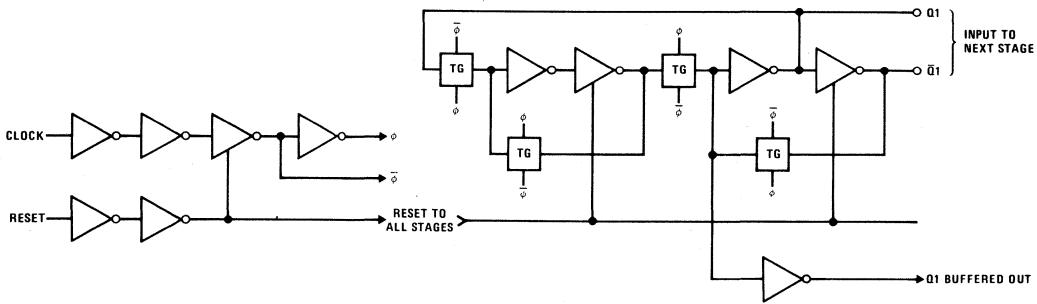 Q1
INPUT TO
NEXT STAGE
Q̅1
φ̅
TG
φ
φ
TG
φ̅
φ
TG
φ̅
φ̅
TG
φ
CLOCK
φ
φ̅
RESET
RESET TO
ALL STAGES
Q1 BUFFERED OUT